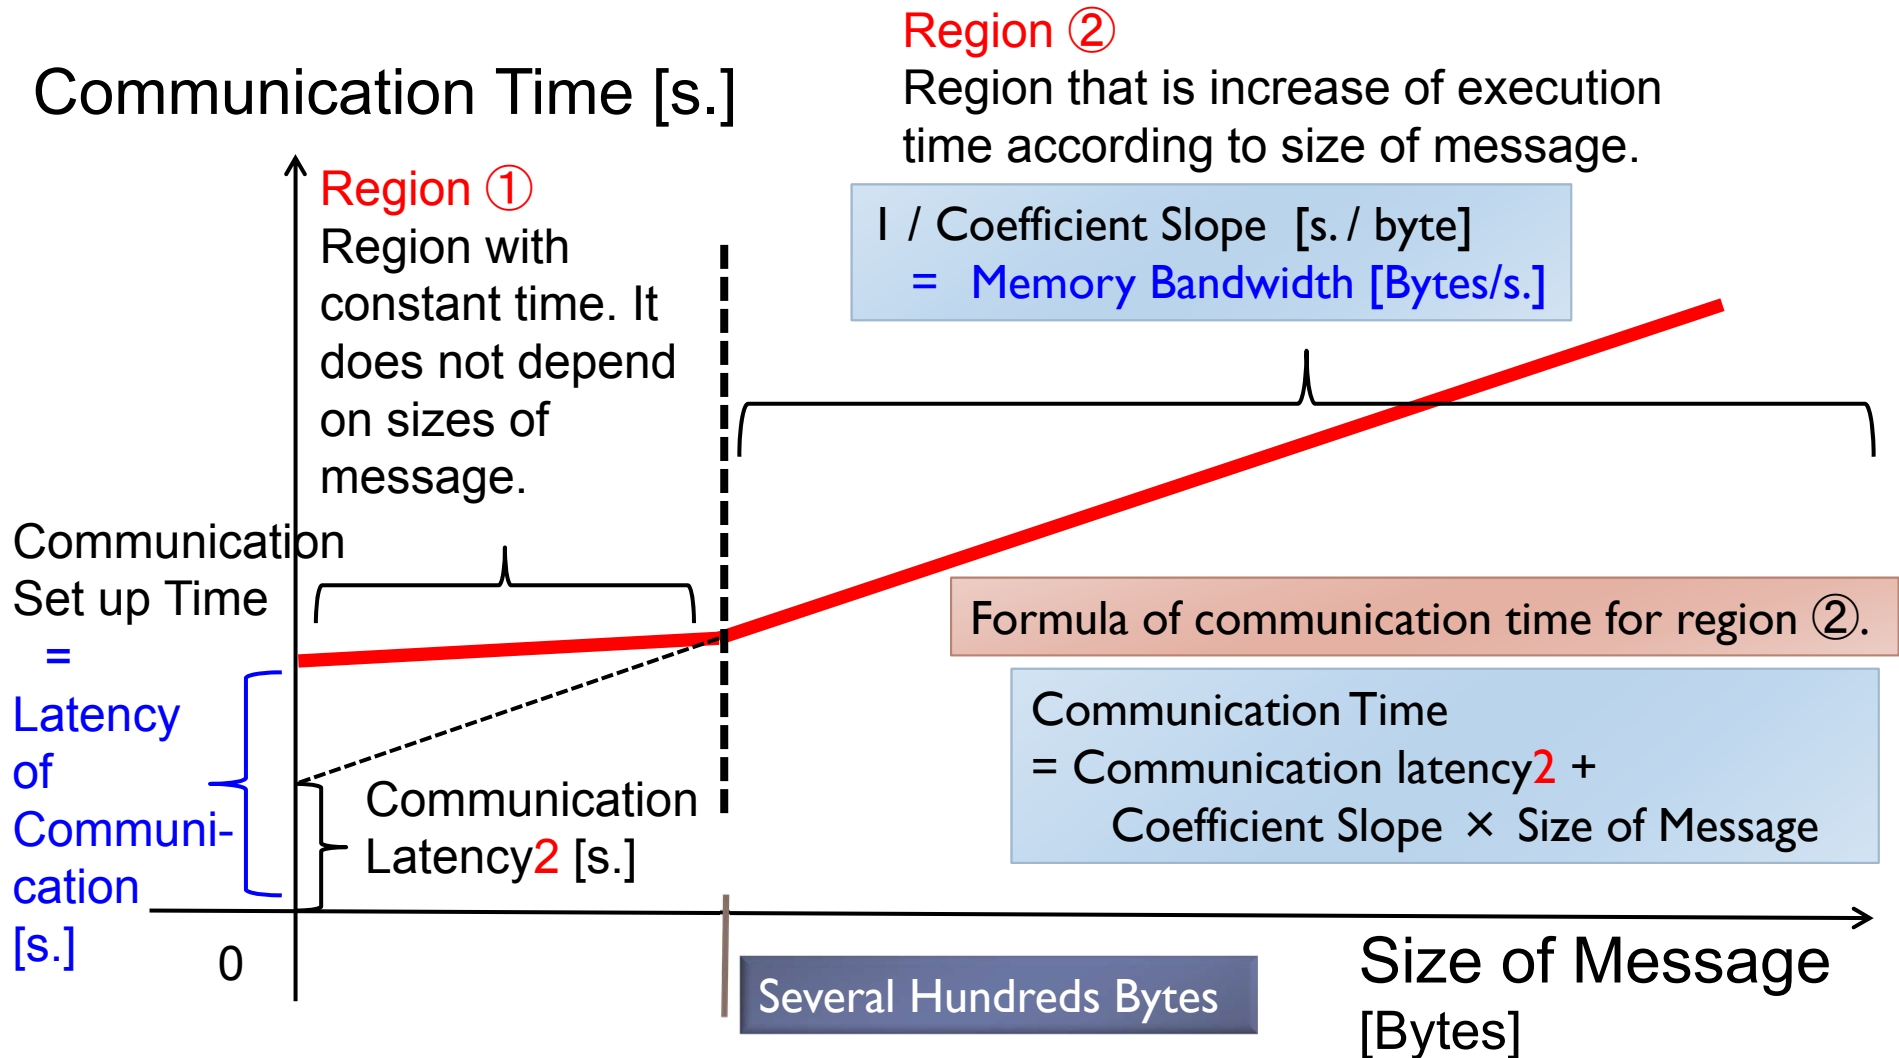 Communication Time [s.]
Region ②
Region that is increase of execution
time according to size of message.
1 / Coefficient Slope [s. / byte]
= Memory Bandwidth [Bytes/s.]
Region ①
Region with
constant time. It
does not depend
on sizes of
message.
Communication
Set up Time
=
Latency
of
Communi-
cation
[s.]
Communication
Latency2 [s.]
Formula of communication time for region ②.
Communication Time
= Communication latency2 +
Coefficient Slope × Size of Message
0
Several Hundreds Bytes
Size of Message
[Bytes]